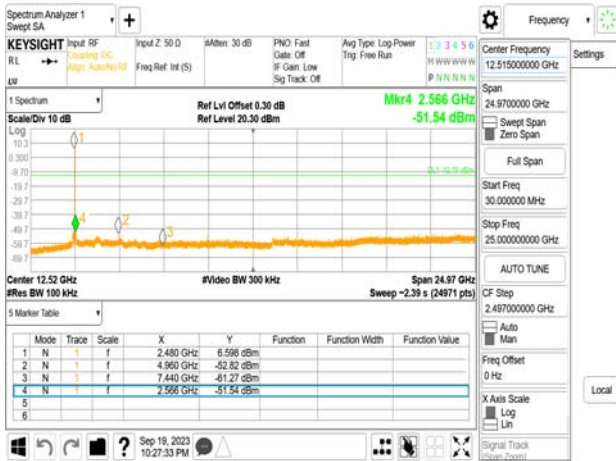 Spectrum Analyzer 1
Swept SA
Frequency
Settings
KEYSIGHT
RL
Input: RF
Coupling: DC
Align: Auto/No RF
Input Z: 50 Ω
Freq Ref: Int (S)
#Atten: 30 dB
PNO: Fast
Gate: Off
IF Gain: Low
Sig Track: Off
Avg Type: Log-Power
Trig: Free Run
1 2 3 4 5 6
M W W W W W
P N N N N N
1 Spectrum
Scale/Div 10 dB
Ref Lvl Offset 0.30 dB
Ref Level 20.30 dBm
Mkr4 2.566 GHz
-51.54 dBm
Log
10.3
0.300
-9.70
-19.7
-29.7
-39.7
-49.7
-59.7
-69.7
1
4
2
3
Center 12.52 GHz
#Res BW 100 kHz
#Video BW 300 kHz
Span 24.97 GHz
Sweep ~2.39 s (24971 pts)
5 Marker Table
Mode Trace Scale X Y Function Function Width Function Value
1 N 1 f 2.480 GHz 6.598 dBm
2 N 1 f 4.960 GHz -52.82 dBm
3 N 1 f 7.440 GHz -61.27 dBm
4 N 1 f 2.566 GHz -51.54 dBm
5
6
Sep 19, 2023
10:27:33 PM
Center Frequency
12.515000000 GHz
Span
24.9700000 GHz
Swept Span
Zero Span
Full Span
Start Freq
30.000000 MHz
Stop Freq
25.000000000 GHz
AUTO TUNE
CF Step
2.497000000 GHz
Auto
Man
Freq Offset
0 Hz
X Axis Scale
Log
Lin
Signal Track
(Span Zoom)
Local